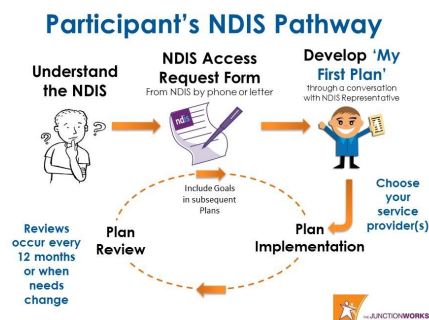 Participant's NDIS Pathway
Understand
the NDIS
NDIS Access
Request Form
From NDIS by phone or letter
Develop 'My
First Plan'
through a conversation
with NDIS Representative
?
?
ndis
Include Goals
in subsequent
Plans
Choose
your
service
provider(s)
Plan
Implementation
Plan
Review
Reviews
occur every
12 months
or when
needs
change
THE JUNCTIONWORKS